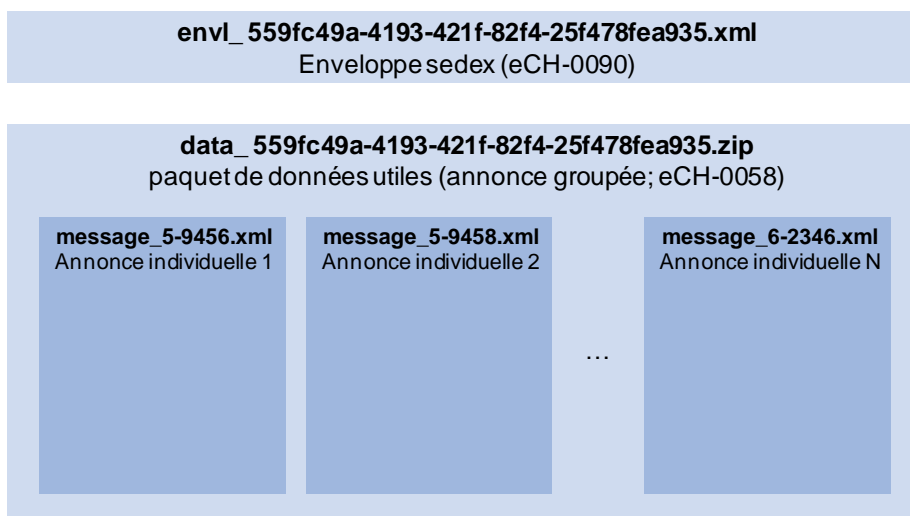 envl_ 559fc49a-4193-421f-82f4-25f478fea935.xml
Enveloppe sedex (eCH-0090)
data_ 559fc49a-4193-421f-82f4-25f478fea935.zip
paquet de données utiles (annonce groupée; eCH-0058)
message_5-9456.xml
Annonce individuelle 1
message_5-9458.xml
Annonce individuelle 2
...
message_6-2346.xml
Annonce individuelle N